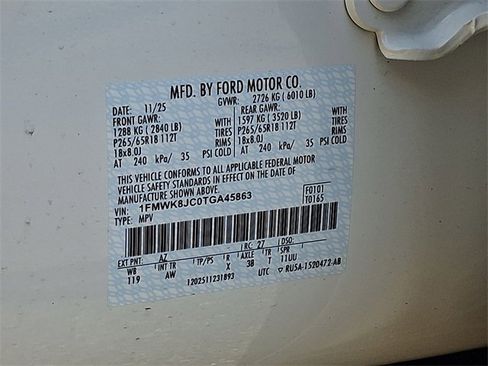 MFD. BY FORD MOTOR CO.
DATE: 11/25 GVWR: 2726 KG ( 6010 LB)
FRONT GAWR: REAR GAWR:
1288 KG ( 2840 LB) WITH 1597 KG ( 3520 LB) WITH
P265/65R18 112T TIRES P265/65R18 112T TIRES
18x8.0J RIMS 18x8.0J RIMS
AT 240 kPa/ 35 PSI COLD AT 240 kPa/ 35 PSI COLD
THIS VEHICLE CONFORMS TO ALL APPLICABLE FEDERAL MOTOR
VEHICLE SAFETY STANDARDS IN EFFECT ON THE DATE OF
MANUFACTURE SHOWN ABOVE.
VIN: 1FMWK8JC0TGA45863 F0101
TYPE: MPV T0165
EXT PNT: AZ RC: 27 DSO:
WB TP/PS R AXLE TR SPR
119 AW X 3B T 11UU
1202511231893 UTC RU5A-1520472-AB